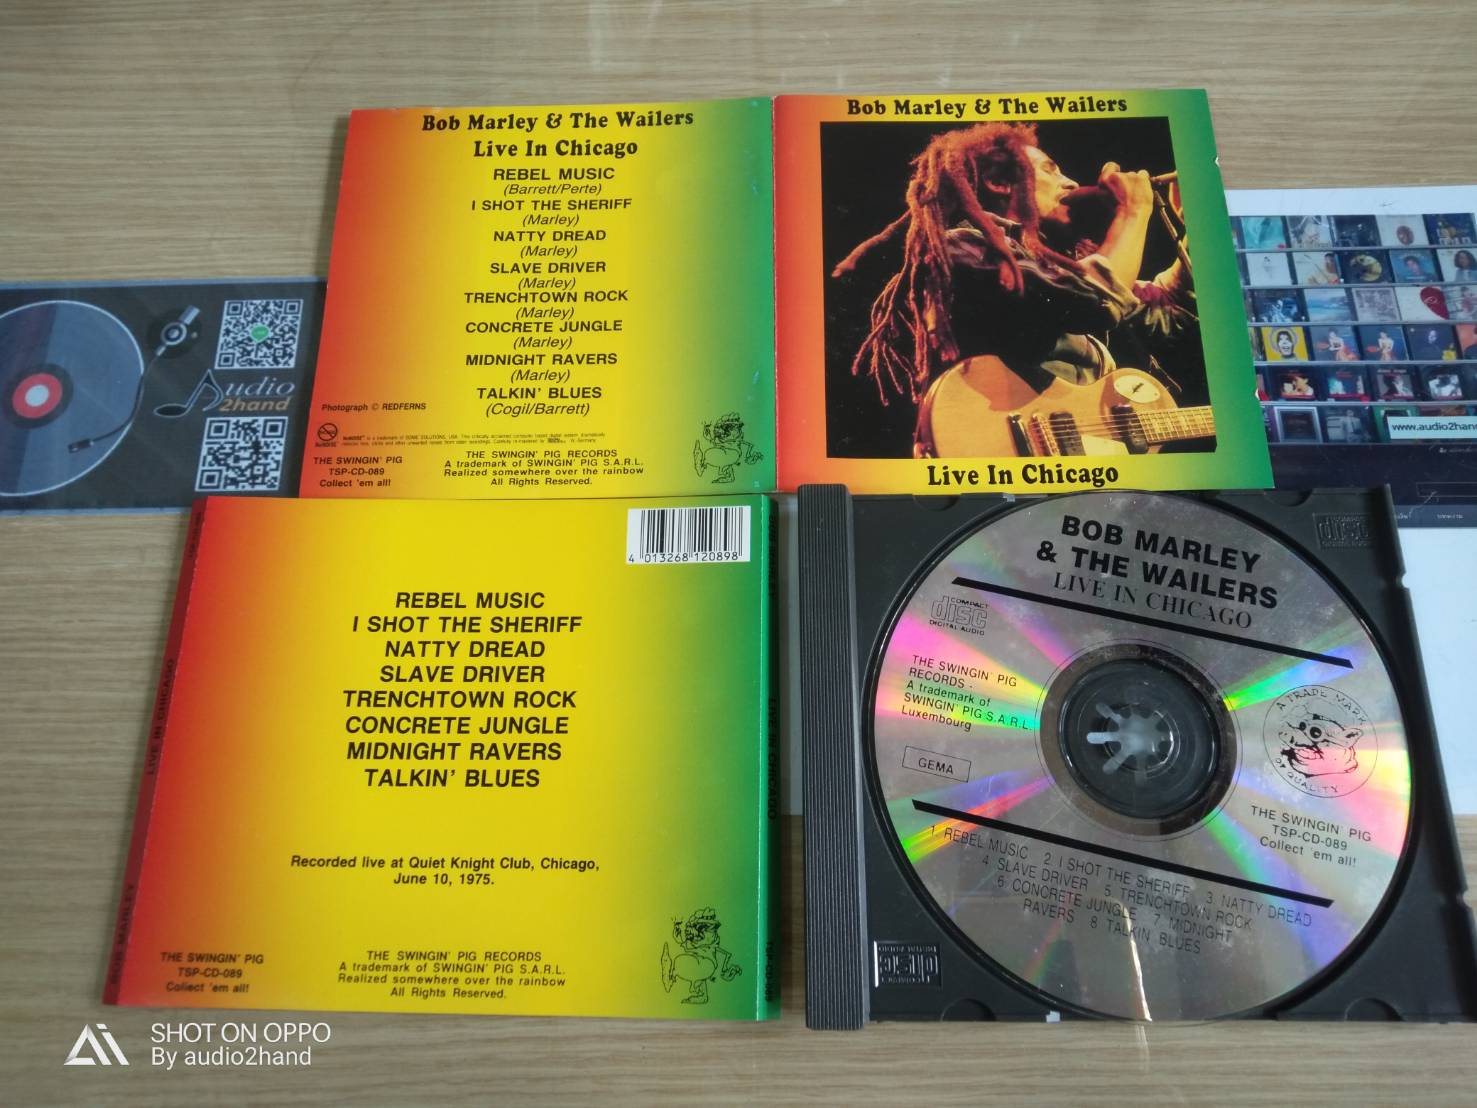 Bob Marley & The Wailers
Live In Chicago
REBEL MUSIC
(Barrett/Perte)
I SHOT THE SHERIFF
(Marley)
NATTY DREAD
(Marley)
SLAVE DRIVER
(Marley)
TRENCHTOWN ROCK
(Marley)
CONCRETE JUNGLE
(Marley)
MIDNIGHT RAVERS
(Marley)
TALKIN' BLUES
(Cogil/Barrett)
Photograph © REDFERNS
THE SWINGIN' PIG
TSP-CD-089
Collect 'em all!
THE SWINGIN' PIG RECORDS
A trademark of SWINGIN' PIG S.A.R.L.
Realized somewhere over the rainbow
All Rights Reserved.
Bob Marley & The Wailers
Live In Chicago
Audio
2hand
www.audio2hand
4 013268 120898
REBEL MUSIC
I SHOT THE SHERIFF
NATTY DREAD
SLAVE DRIVER
TRENCHTOWN ROCK
CONCRETE JUNGLE
MIDNIGHT RAVERS
TALKIN' BLUES
Recorded live at Quiet Knight Club, Chicago,
June 10, 1975.
THE SWINGIN' PIG
TSP-CD-089
Collect 'em all!
THE SWINGIN' PIG RECORDS
A trademark of SWINGIN' PIG S.A.R.L.
Realized somewhere over the rainbow
All Rights Reserved.
BOB MARLEY
LIVE IN CHICAGO
LIVE IN CHICAGO
TSP-CD-089
BOB MARLEY
& THE WAILERS
LIVE IN CHICAGO
COMPACT
disc
DIGITAL AUDIO
THE SWINGIN' PIG
RECORDS -
A trademark of
SWINGIN' PIG S.A.R.L.
Luxembourg
GEMA
A TRADE MARK
OF QUALITY
THE SWINGIN' PIG
TSP-CD-089
Collect 'em all!
1. REBEL MUSIC 2. I SHOT THE SHERIFF 3. NATTY DREAD
4. SLAVE DRIVER 5. TRENCHTOWN ROCK
6. CONCRETE JUNGLE 7. MIDNIGHT
RAVERS 8. TALKIN' BLUES
SHOT ON OPPO
By audio2hand